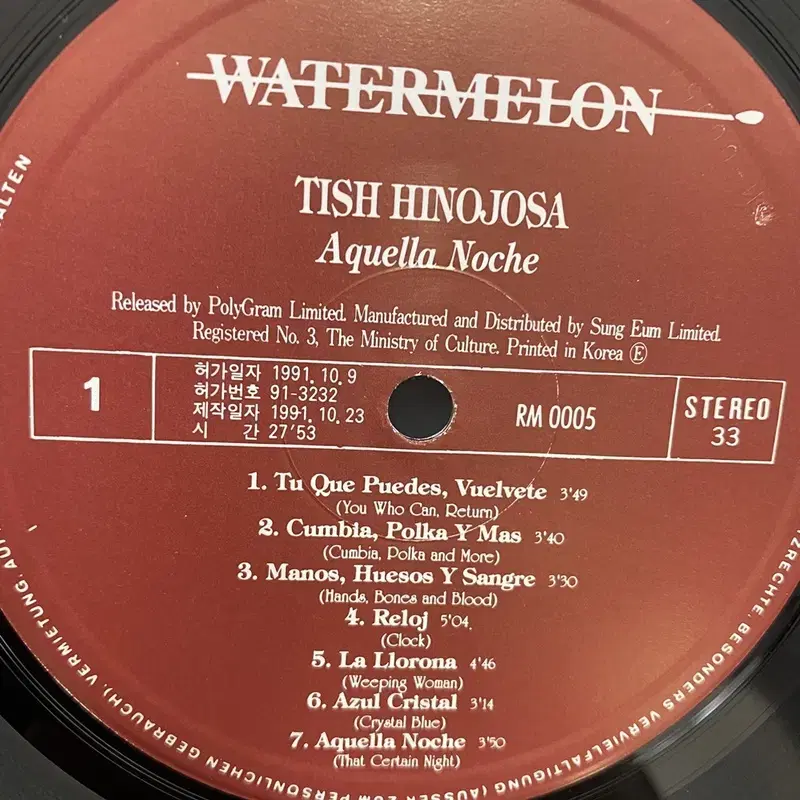 WATERMELON
TISH HINOJOSA
Aquella Noche
Released by PolyGram Limited. Manufactured and Distributed by Sung Eum Limited.
Registered No. 3, The Ministry of Culture. Printed in Korea Ⓔ
1
허가일자 1991. 10. 9
허가번호 91-3232
제작일자 1991. 10. 23
시 간 27'53
RM 0005
STEREO
33
1. Tu Que Puedes, Vuelvete 3'49
(You Who Can, Return)
2. Cumbia, Polka Y Mas 3'40
(Cumbia, Polka and More)
3. Manos, Huesos Y Sangre 3'30
(Hands, Bones and Blood)
4. Reloj 5'04
(Clock)
5. La Llorona 4'46
(Weeping Woman)
6. Azul Cristal 3'14
(Crystal Blue)
7. Aquella Noche 3'50
(That Certain Night)
BESONDERS VERVIELFÄLTIGUNG (AUSSER ZUM PERSÖNLICHEN GEBRAUCH), VERMIETUNG,